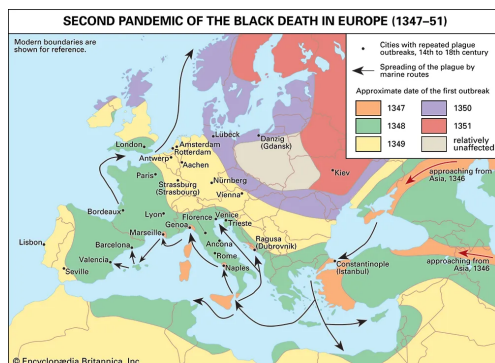 SECOND PANDEMIC OF THE BLACK DEATH IN EUROPE (1347–51)
Modern boundaries are
shown for reference.
Cities with repeated plague
outbreaks, 14th to 18th century
Spreading of the plague by
marine routes
Approximate date of the first outbreak
1347
1350
1348
1351
1349
relatively
unaffected
Lübeck
Danzig
(Gdansk)
London
Amsterdam
Rotterdam
Antwerp
Aachen
Kiev
Paris
Nürnberg
Strassburg
(Strasbourg)
Vienna
approaching from
Asia, 1346
Bordeaux
Lyon
Florence
Venice
Trieste
Genoa
Marseille
Lisbon
Barcelona
Ancona
Ragusa
(Dubrovnik)
Valencia
Rome
Constantinople
(Istanbul)
approaching from
Asia, 1346
Seville
Naples
© Encyclopædia Britannica, Inc.